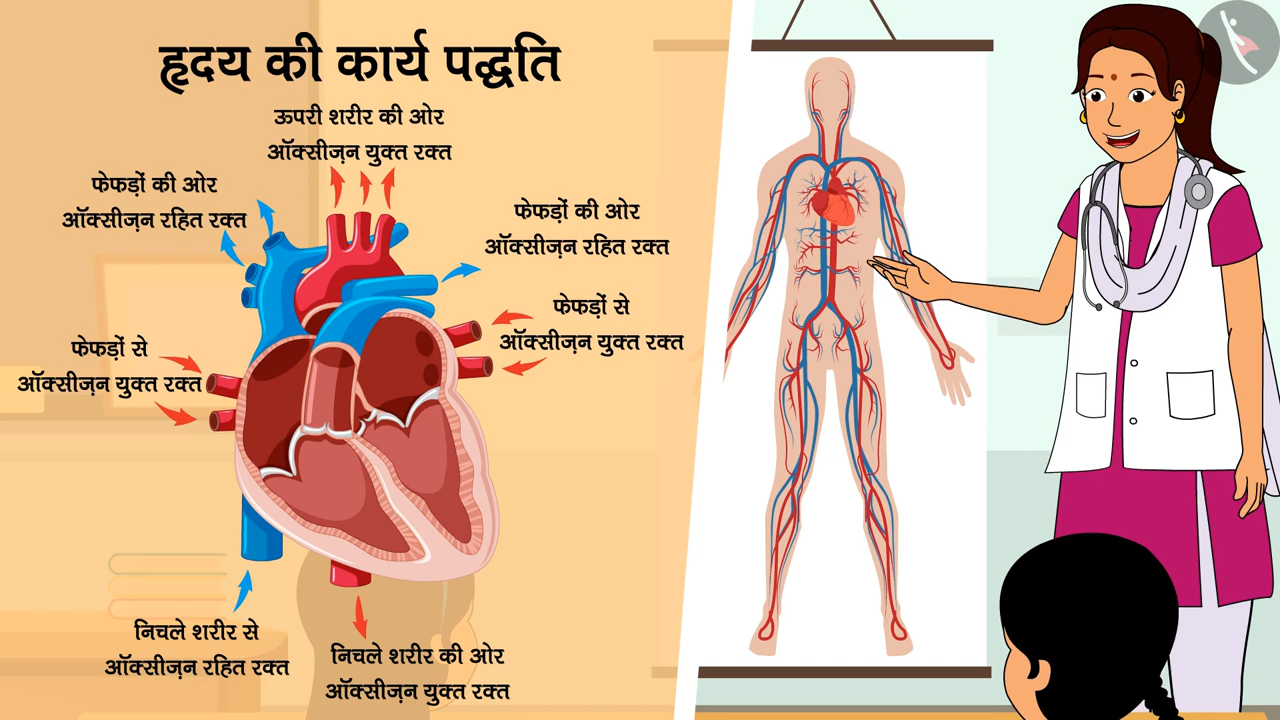 हृदय की कार्य पद्धति
ऊपरी शरीर की ओर
ऑक्सीज़न युक्त रक्त
फेफड़ों की ओर
ऑक्सीज़न रहित रक्त
फेफड़ों की ओर
ऑक्सीज़न रहित रक्त
फेफड़ों से
ऑक्सीज़न युक्त रक्त
फेफड़ों से
ऑक्सीज़न युक्त रक्त
निचले शरीर से
ऑक्सीज़न रहित रक्त
निचले शरीर की ओर
ऑक्सीज़न युक्त रक्त